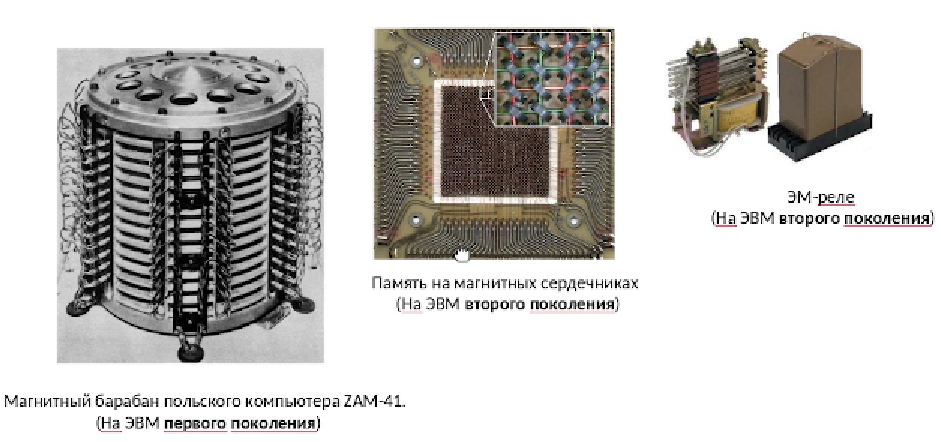 Магнитный барабан польского компьютера ZAM-41.
(На ЭВМ первого поколения)
Память на магнитных сердечниках
(На ЭВМ второго поколения)
ЭМ-реле
(На ЭВМ второго поколения)